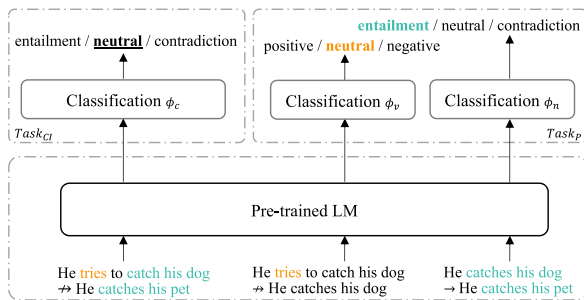 entailment / neutral / contradiction
entailment / neutral / contradiction
positive / neutral / negative
Classification ϕc
Classification ϕv
Classification ϕn
TaskCI
TaskP
Pre-trained LM
He tries to catch his dog
↛ He catches his pet
He tries to catch his dog
↛ He catches his dog
He catches his dog
→ He catches his pet